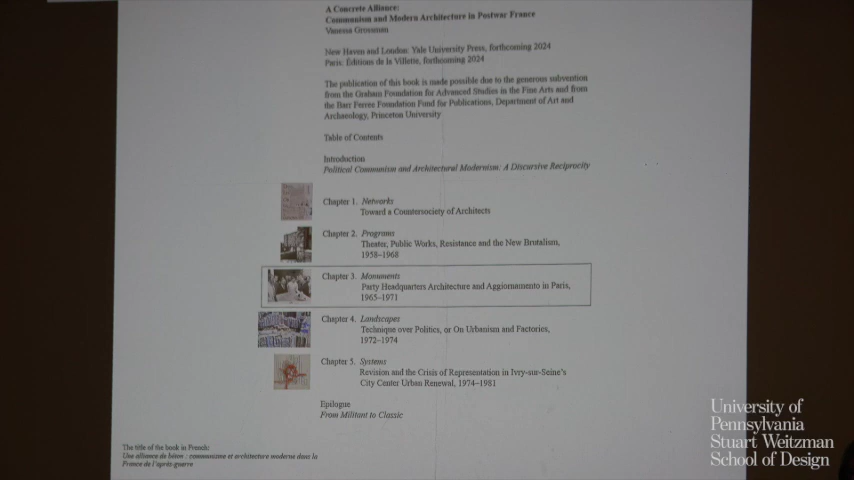 A Concrete Alliance:
Communism and Modern Architecture in Postwar France
Vanessa Grossman
New Haven and London: Yale University Press, forthcoming 2024
Paris: Éditions de la Villette, forthcoming 2024
The publication of this book is made possible due to the generous subvention
from the Graham Foundation for Advanced Studies in the Fine Arts and from
the Barr Ferree Foundation Fund for Publications, Department of Art and
Archaeology, Princeton University
Table of Contents
Introduction
Political Communism and Architectural Modernism: A Discursive Reciprocity
Chapter 1. Networks
Toward a Countersociety of Architects
Chapter 2. Programs
Theater, Public Works, Resistance and the New Brutalism,
1958–1968
Chapter 3. Monuments
Party Headquarters Architecture and Aggiornamento in Paris,
1965–1971
Chapter 4. Landscapes
Technique over Politics, or On Urbanism and Factories,
1972–1974
Chapter 5. Systems
Revision and the Crisis of Representation in Ivry-sur-Seine's
City Center Urban Renewal, 1974–1981
Epilogue
From Militant to Classic
The title of the book in French:
Une alliance de béton : communisme et architecture moderne dans la
France de l'après-guerre
University of
Pennsylvania
Stuart Weitzman
School of Design